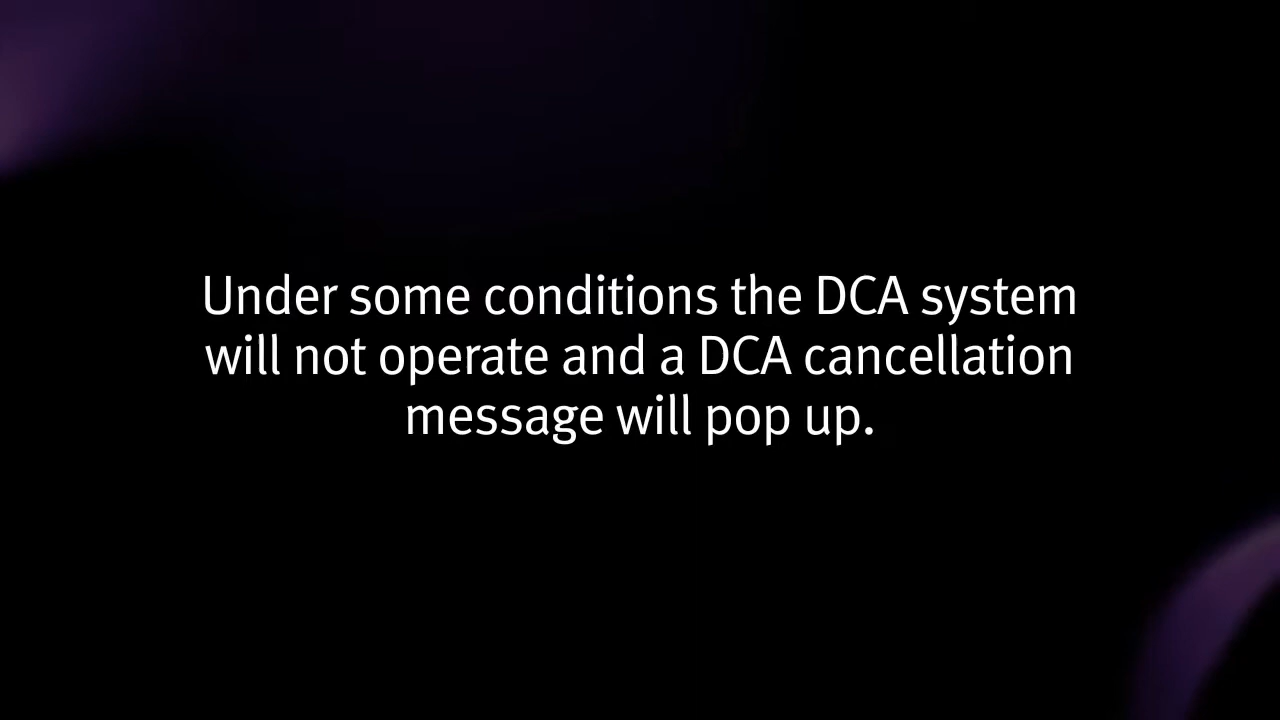 Under some conditions the DCA system
will not operate and a DCA cancellation
message will pop up.